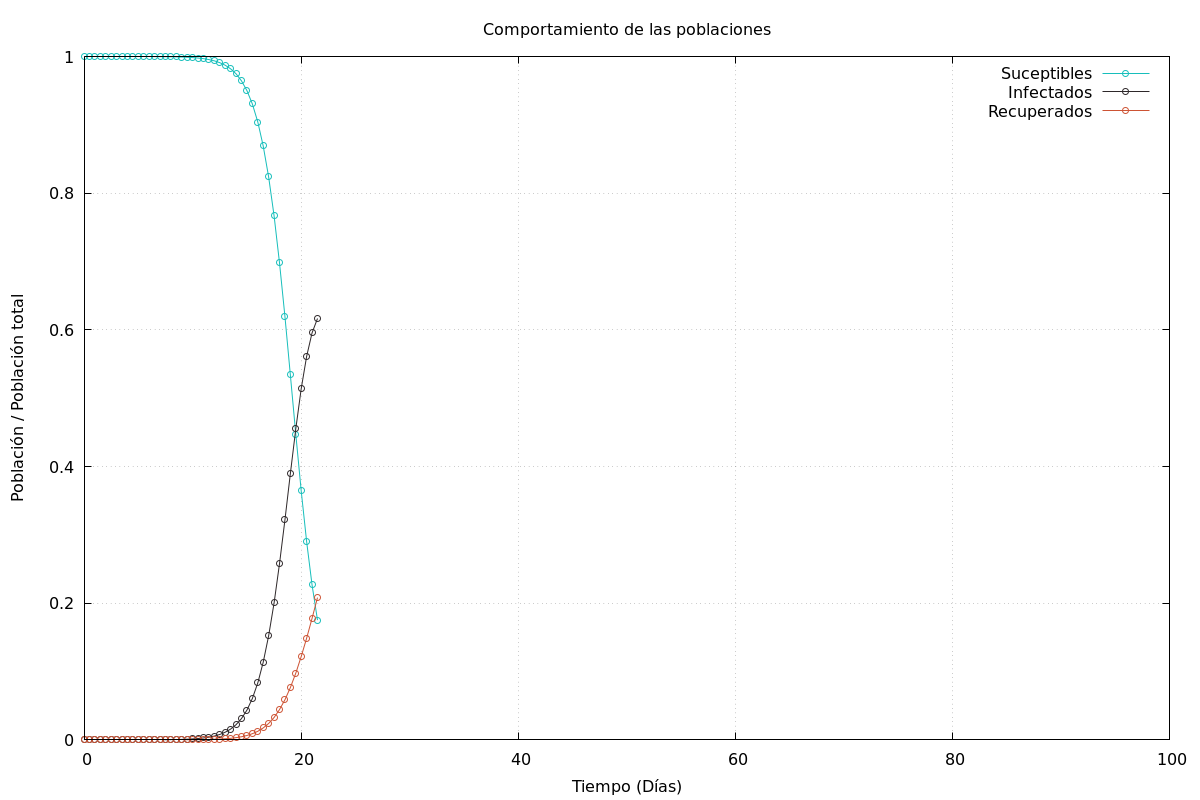 Comportamiento de las poblaciones
Suceptibles
Infectados
Recuperados
1
0.8
0.6
0.4
0.2
0
Población / Población total
0 20 40 60 80 100
Tiempo (Días)